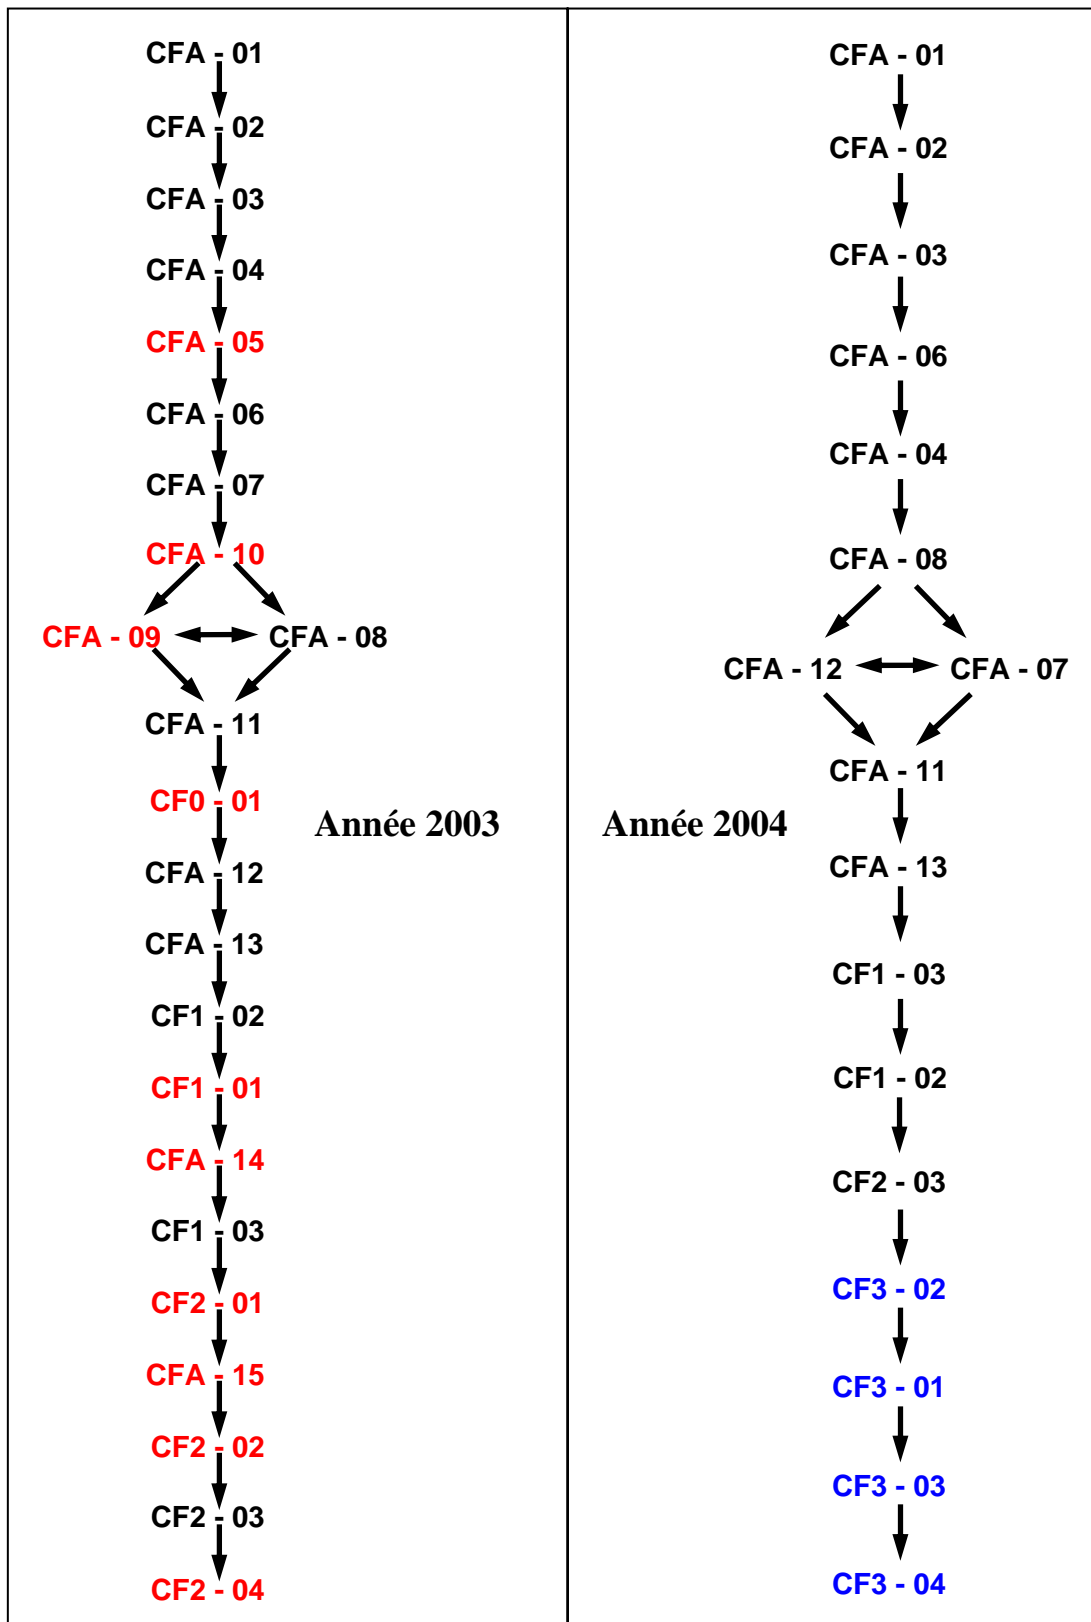 CFA - 01
CFA - 02
CFA - 03
CFA - 04
CFA - 05
CFA - 06
CFA - 07
CFA - 10
CFA - 09
CFA - 08
CFA - 11
CF0 - 01
Année 2003
CFA - 12
CFA - 13
CF1 - 02
CF1 - 01
CFA - 14
CF1 - 03
CF2 - 01
CFA - 15
CF2 - 02
CF2 - 03
CF2 - 04
CFA - 01
CFA - 02
CFA - 03
CFA - 06
CFA - 04
CFA - 08
CFA - 12
CFA - 07
CFA - 11
Année 2004
CFA - 13
CF1 - 03
CF1 - 02
CF2 - 03
CF3 - 02
CF3 - 01
CF3 - 03
CF3 - 04